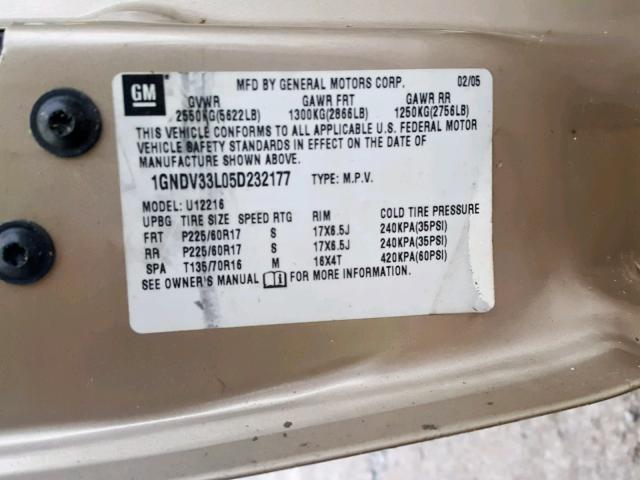 GM
MFD BY GENERAL MOTORS CORP. 02/05
GVWR GAWR FRT GAWR RR
2550KG(5622LB) 1300KG(2866LB) 1250KG(2756LB)
THIS VEHICLE CONFORMS TO ALL APPLICABLE U.S. FEDERAL MOTOR
VEHICLE SAFETY STANDARDS IN EFFECT ON THE DATE OF
MANUFACTURE SHOWN ABOVE.
1GNDV33L05D232177 TYPE: M.P.V.
MODEL: U12216
UPBG TIRE SIZE SPEED RTG RIM COLD TIRE PRESSURE
FRT P225/60R17 S 17X6.5J 240KPA(35PSI)
RR P225/60R17 S 17X6.5J 240KPA(35PSI)
SPA T135/70R16 M 16X4T 420KPA(60PSI)
SEE OWNER'S MANUAL FOR MORE INFORMATION.